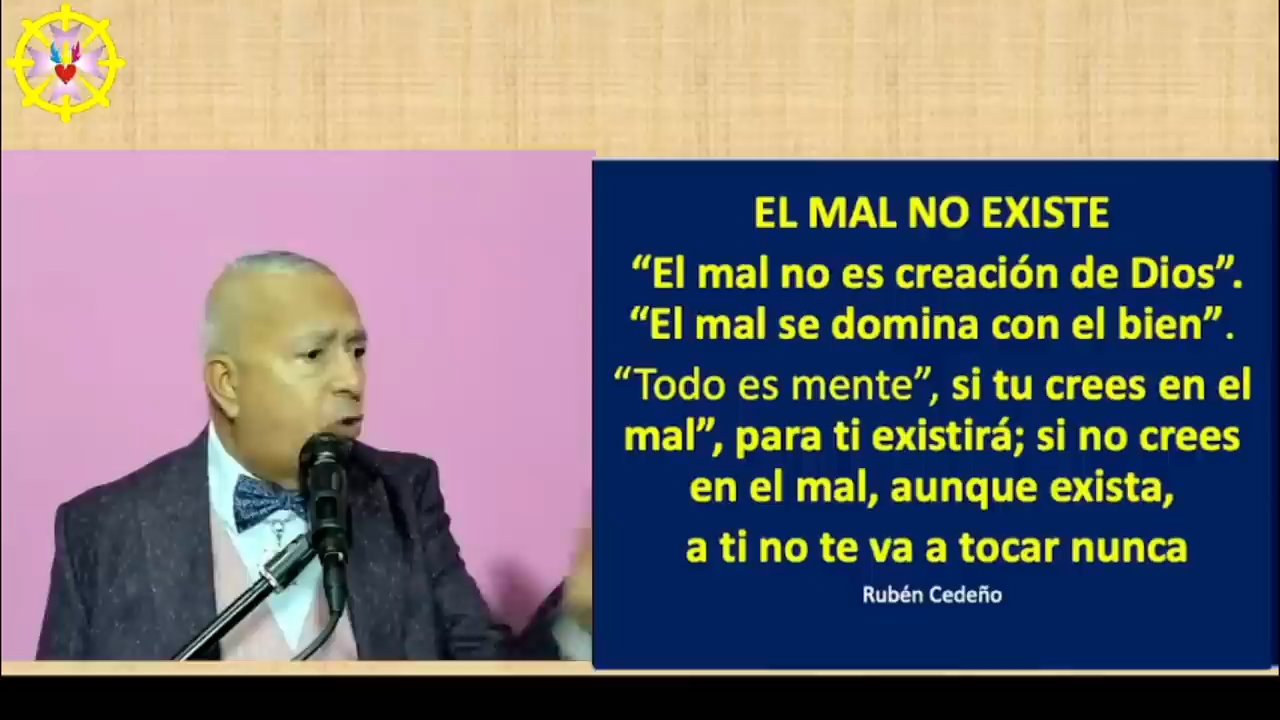 EL MAL NO EXISTE
“El mal no es creación de Dios”.
“El mal se domina con el bien”.
“Todo es mente”, si tu crees en el
mal”, para ti existirá; si no crees
en el mal, aunque exista,
a ti no te va a tocar nunca
Rubén Cedeño